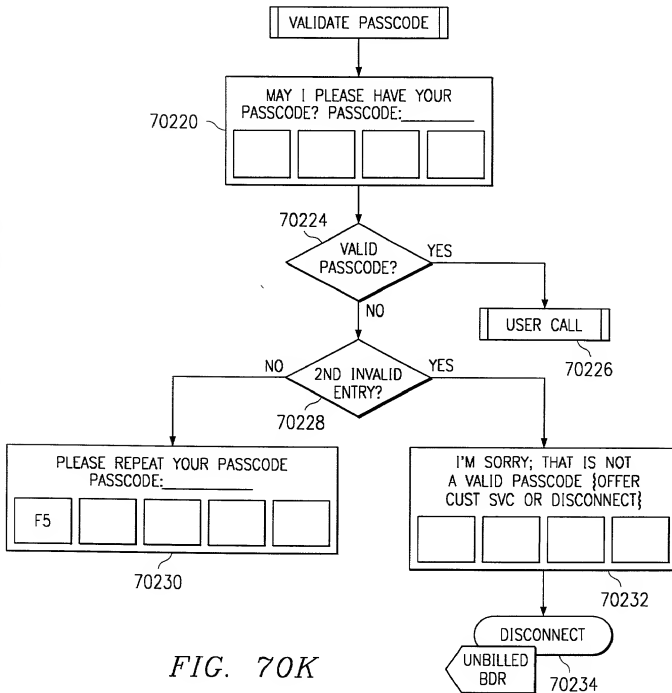 VALIDATE PASSCODE
MAY I PLEASE HAVE YOUR
PASSCODE? PASSCODE:____________
70220
70224
VALID
PASSCODE?
YES
NO
USER CALL
70226
NO
2ND INVALID
ENTRY?
YES
70228
PLEASE REPEAT YOUR PASSCODE
PASSCODE:_______________
F5
70230
I'M SORRY; THAT IS NOT
A VALID PASSCODE {OFFER
CUST SVC OR DISCONNECT}
70232
DISCONNECT
UNBILLED
BDR
70234
FIG. 70K